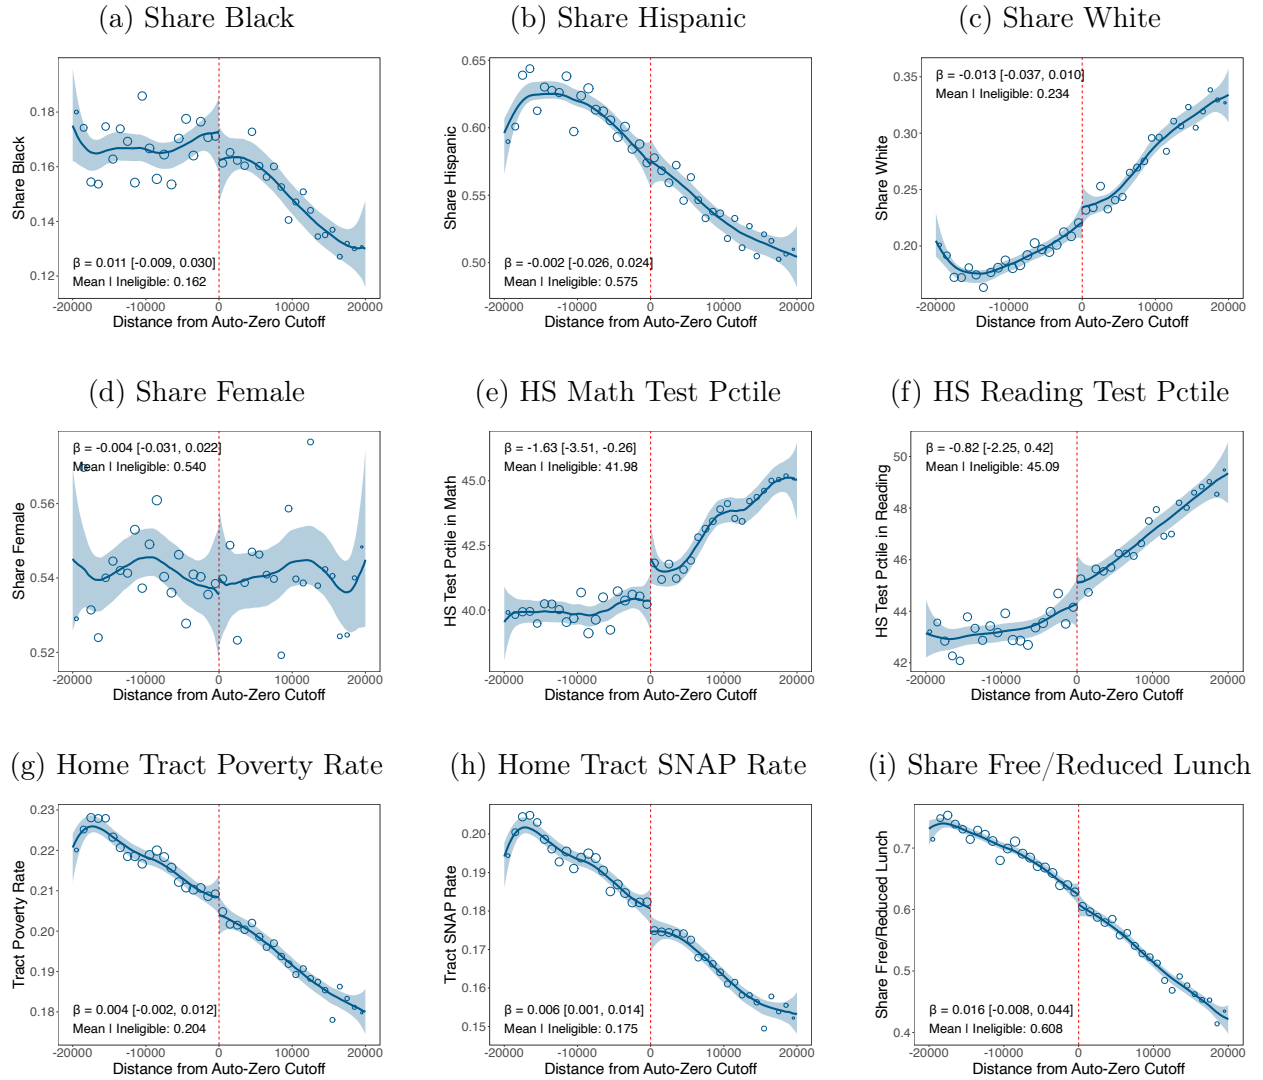 (a) Share Black
Share Black
0.18
0.16
0.14
0.12
β = 0.011 [-0.009, 0.030]
Mean | Ineligible: 0.162
-20000 -10000 0 10000 20000
Distance from Auto-Zero Cutoff
(b) Share Hispanic
Share Hispanic
0.65
0.60
0.55
0.50
β = -0.002 [-0.026, 0.024]
Mean | Ineligible: 0.575
-20000 -10000 0 10000 20000
Distance from Auto-Zero Cutoff
(c) Share White
Share White
0.35
0.30
0.25
0.20
β = -0.013 [-0.037, 0.010]
Mean | Ineligible: 0.234
-20000 -10000 0 10000 20000
Distance from Auto-Zero Cutoff
(d) Share Female
Share Female
0.56
0.54
0.52
β = -0.004 [-0.031, 0.022]
Mean | Ineligible: 0.540
-20000 -10000 0 10000 20000
Distance from Auto-Zero Cutoff
(e) HS Math Test Pctile
HS Test Pctile in Math
45.0
42.5
40.0
β = -1.63 [-3.51, -0.26]
Mean | Ineligible: 41.98
-20000 -10000 0 10000 20000
Distance from Auto-Zero Cutoff
(f) HS Reading Test Pctile
HS Test Pctile in Reading
50
48
46
44
42
β = -0.82 [-2.25, 0.42]
Mean | Ineligible: 45.09
-20000 -10000 0 10000 20000
Distance from Auto-Zero Cutoff
(g) Home Tract Poverty Rate
Tract Poverty Rate
0.23
0.22
0.21
0.20
0.19
0.18
β = 0.004 [-0.002, 0.012]
Mean | Ineligible: 0.204
-20000 -10000 0 10000 20000
Distance from Auto-Zero Cutoff
(h) Home Tract SNAP Rate
Tract SNAP Rate
0.20
0.19
0.18
0.17
0.16
0.15
β = 0.006 [0.001, 0.014]
Mean | Ineligible: 0.175
-20000 -10000 0 10000 20000
Distance from Auto-Zero Cutoff
(i) Share Free/Reduced Lunch
Share Free/Reduced Lunch
0.7
0.6
0.5
0.4
β = 0.016 [-0.008, 0.044]
Mean | Ineligible: 0.608
-20000 -10000 0 10000 20000
Distance from Auto-Zero Cutoff